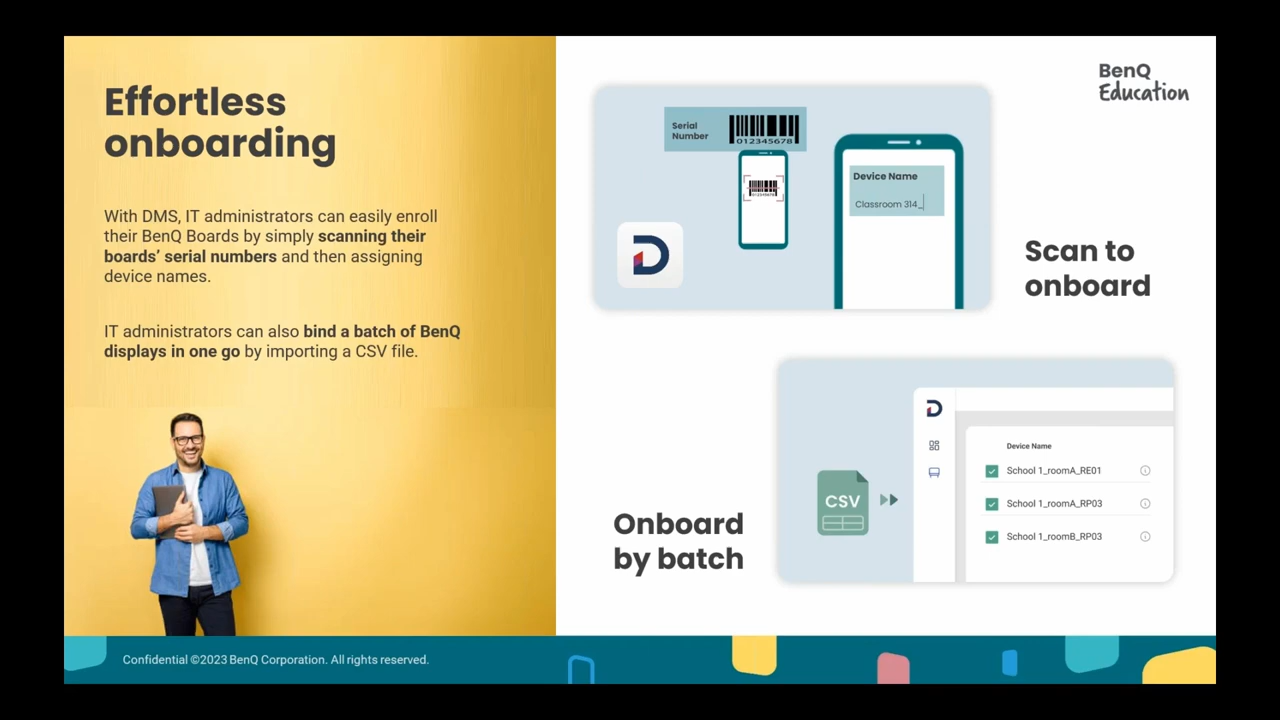 Effortless
onboarding
With DMS, IT administrators can easily enroll
their BenQ Boards by simply scanning their
boards’ serial numbers and then assigning
device names.
IT administrators can also bind a batch of BenQ
displays in one go by importing a CSV file.
BenQ
Education
Serial
Number
012345678
Device Name
Classroom 314_
Scan to
onboard
Onboard
by batch
CSV
Device Name
School 1_roomA_RE01
School 1_roomA_RP03
School 1_roomB_RP03
Confidential ©2023 BenQ Corporation. All rights reserved.